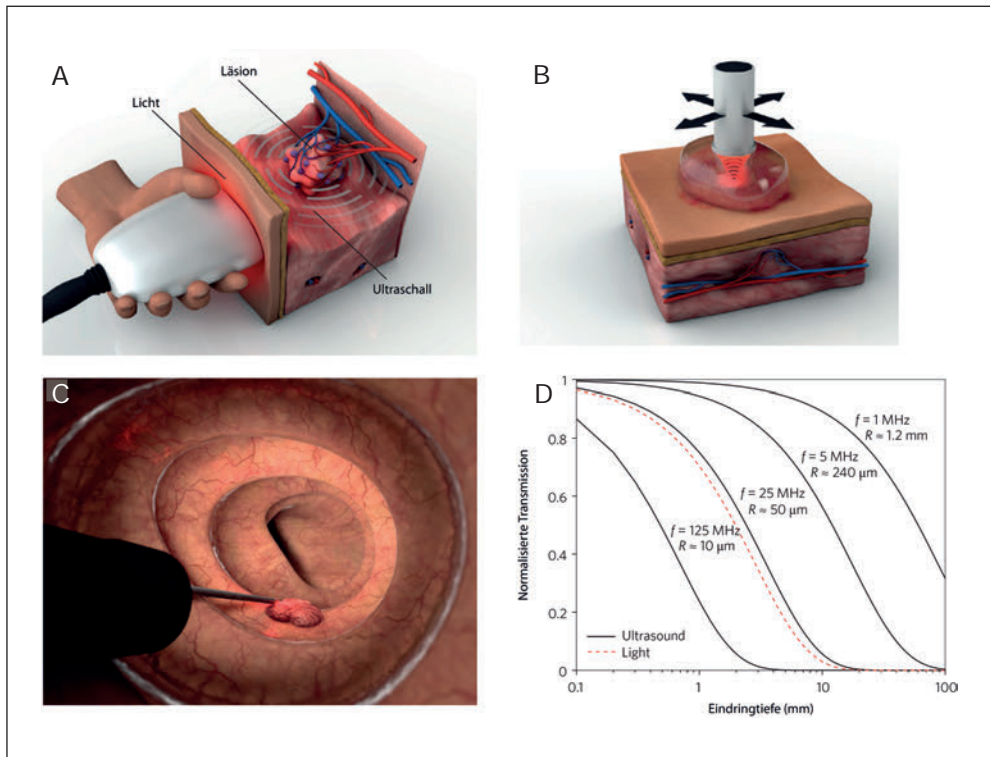 A
Läsion
Licht
Ultraschall
B
C
D
Normalisierte Transmission
1
0.8
0.6
0.4
0.2
0
f = 1 MHz
R ≈ 1.2 mm
f = 5 MHz
R ≈ 240 µm
f = 25 MHz
R ≈ 50 µm
f = 125 MHz
R ≈ 10 µm
Ultrasound
Light
0.1
1
10
100
Eindringtiefe (mm)